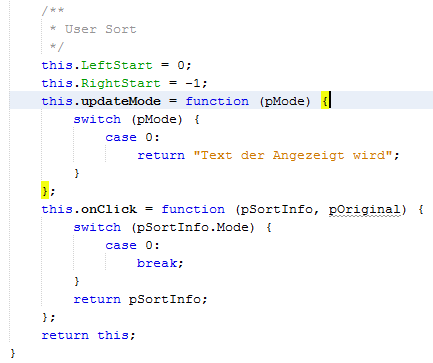 /**
 * User Sort
 */
this.LeftStart = 0;
this.RightStart = -1;
this.updateMode = function (pMode) {
    switch (pMode) {
        case 0:
            return "Text der Angezeigt wird";
    }
};
this.onClick = function (pSortInfo, pOriginal) {
    switch (pSortInfo.Mode) {
        case 0:
            break;
    }
    return pSortInfo;
};
return this;
}